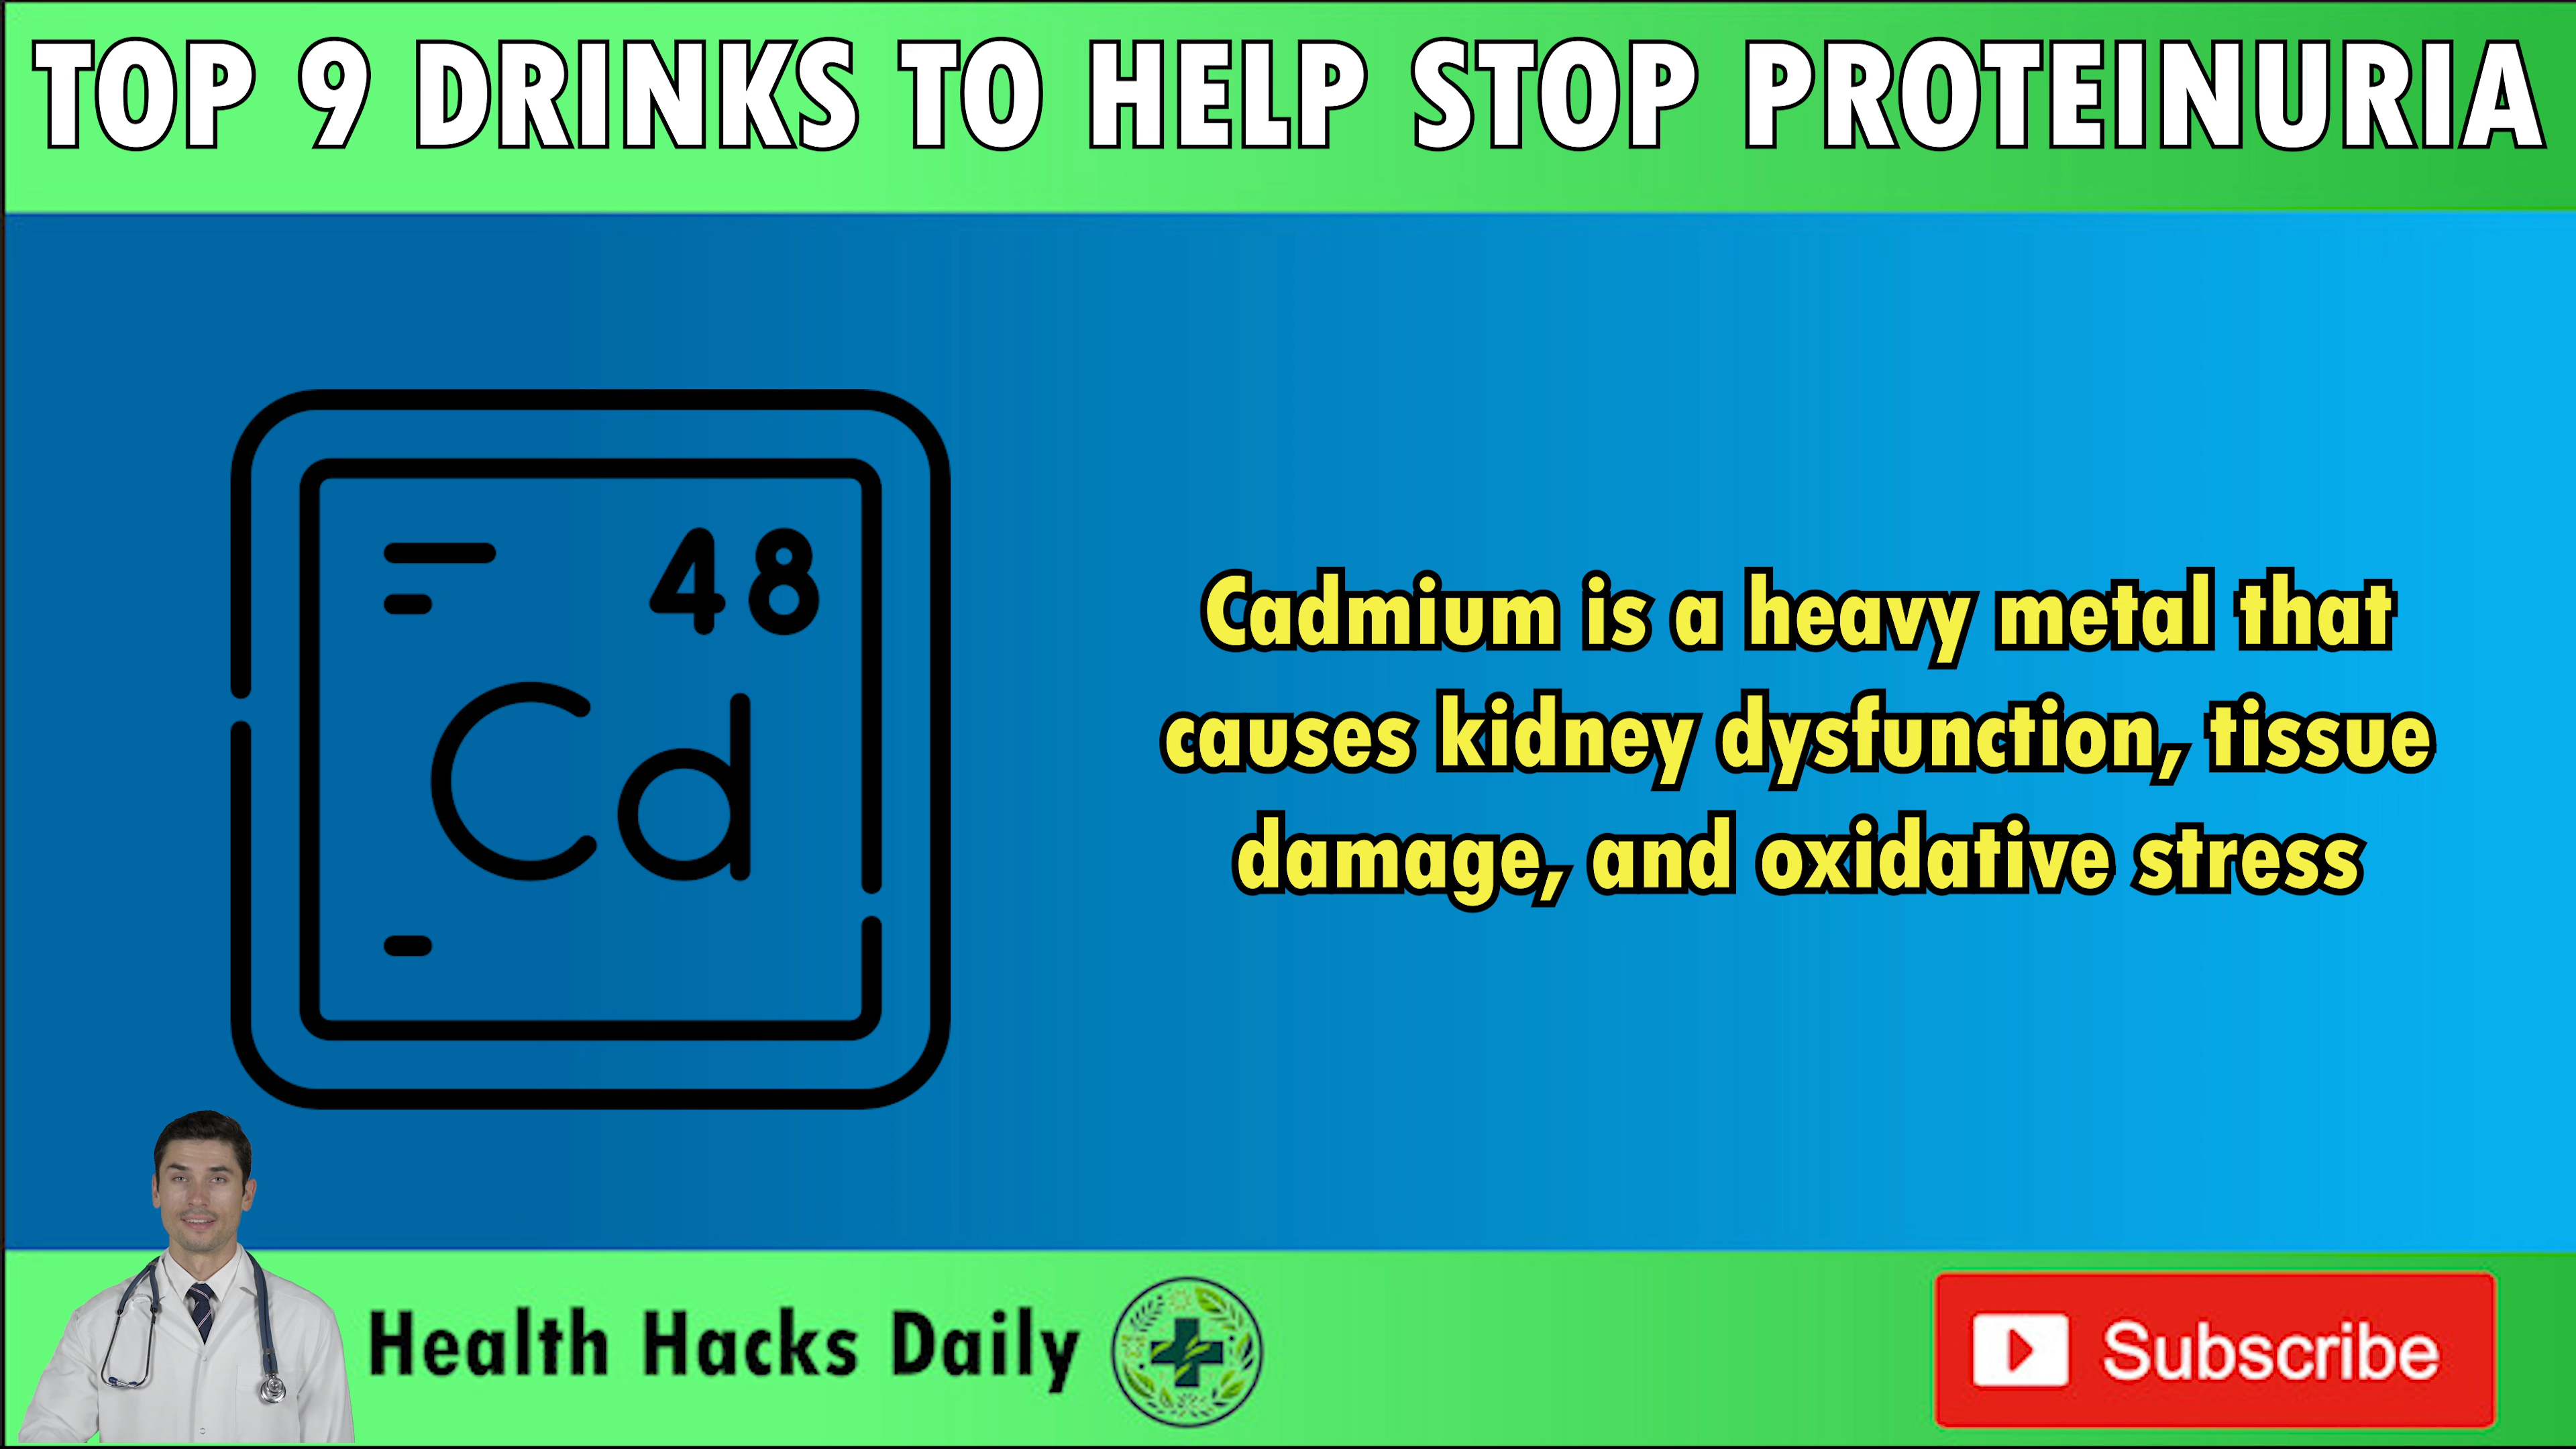 TOP 9 DRINKS TO HELP STOP PROTEINURIA
48
Cd
Cadmium is a heavy metal that
causes kidney dysfunction, tissue
damage, and oxidative stress
Health Hacks Daily
Subscribe